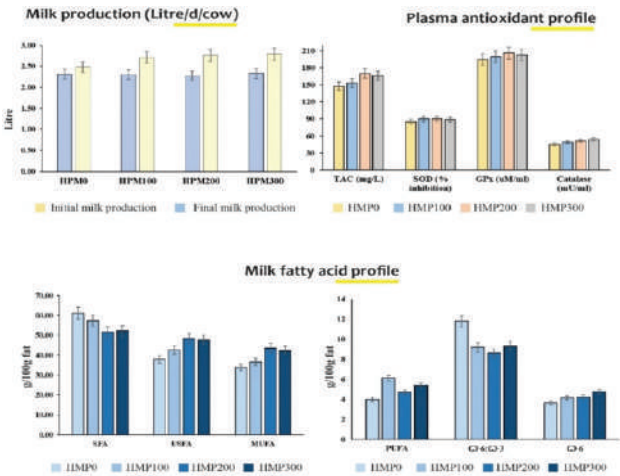 Milk production (Litre/d/cow)
3.00
2.50
2.00
1.50
1.00
0.50
0.00
Litre
HPM0 HPM100 HPM200 HPM300
Initial milk production Final milk production
Plasma antioxidant profile
210
180
150
120
90
60
30
TAC (mg/L) SOD (% inhibition) GPx (uM/ml) Catalase (mU/ml)
HMP0 HMP100 HMP200 HMP300
Milk fatty acid profile
70.00
60.00
50.00
40.00
30.00
20.00
10.00
0.00
g/100g fat
SFA USFA MUFA
HMP0 HMP100 HMP200 HMP300
14
12
10
8
6
4
2
0
g/100g fat
PUFA
HMP0 HMP100 HMP200 HMP300